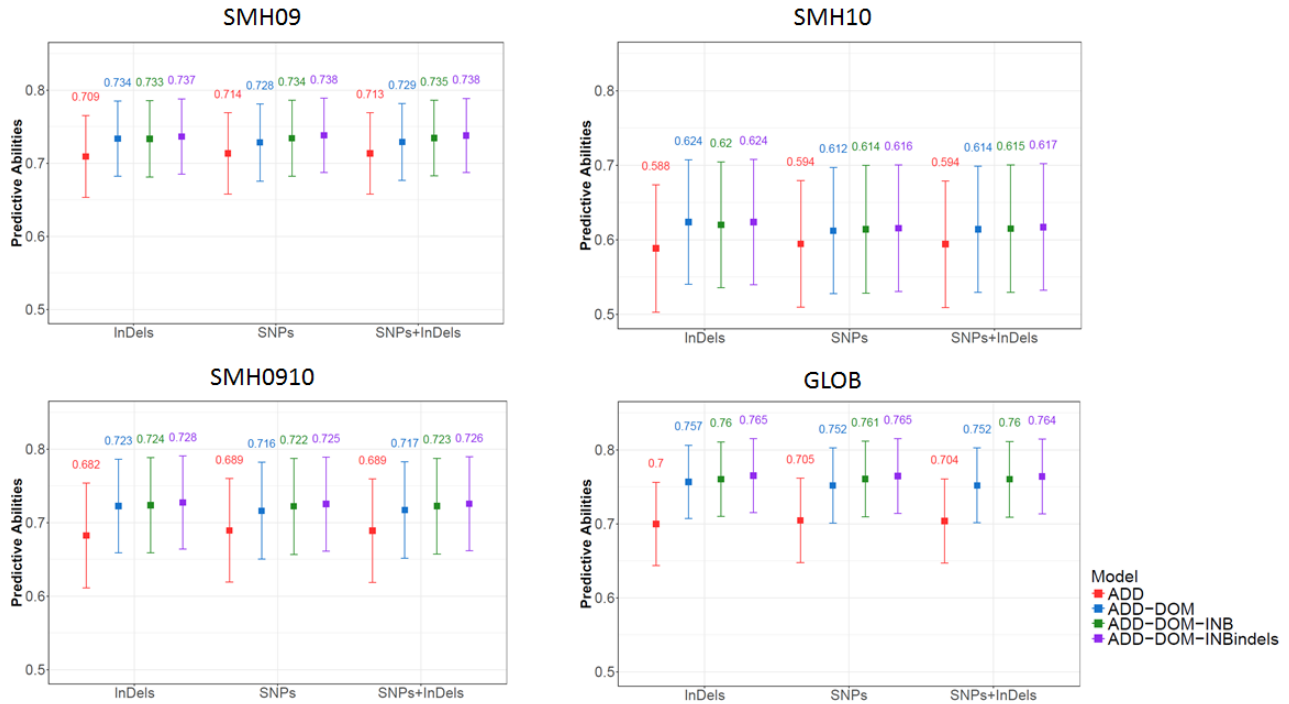 SMH09
0.8
0.7
0.6
0.5
Predictive Abilities
0.709 0.734 0.733 0.737 0.714 0.728 0.734 0.738 0.713 0.729 0.735 0.738
InDels SNPs SNPs+InDels
SMH10
0.8
0.7
0.6
0.5
Predictive Abilities
0.588 0.624 0.62 0.624 0.594 0.612 0.614 0.616 0.594 0.614 0.615 0.617
InDels SNPs SNPs+InDels
SMH0910
0.8
0.7
0.6
0.5
Predictive Abilities
0.682 0.723 0.724 0.728 0.689 0.716 0.722 0.725 0.689 0.717 0.723 0.726
InDels SNPs SNPs+InDels
GLOB
0.8
0.7
0.6
0.5
Predictive Abilities
0.7 0.757 0.76 0.765 0.705 0.752 0.761 0.765 0.704 0.752 0.76 0.764
InDels SNPs SNPs+InDels
Model
ADD
ADD-DOM
ADD-DOM-INB
ADD-DOM-INBindels